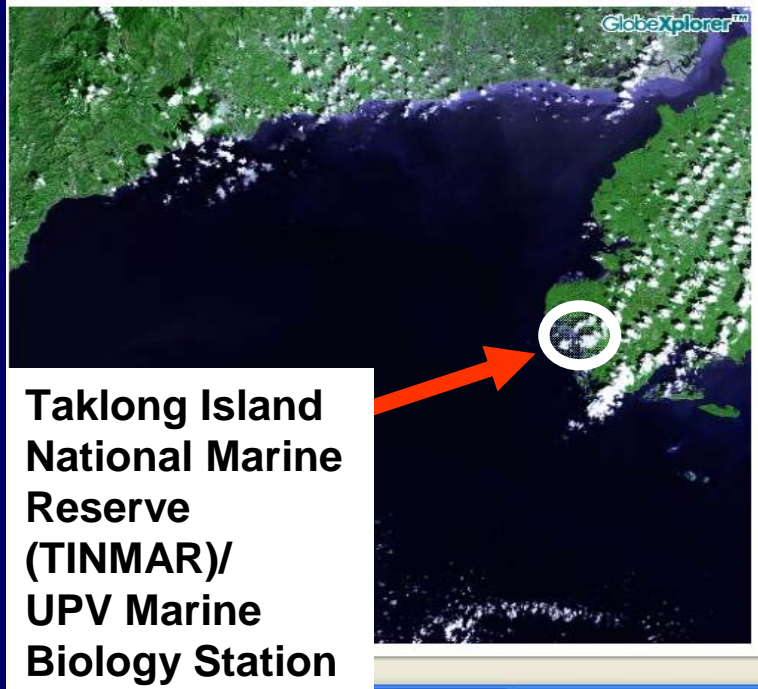 GlobeXplorer™
Taklong Island
National Marine
Reserve
(TINMAR)/
UPV Marine
Biology Station